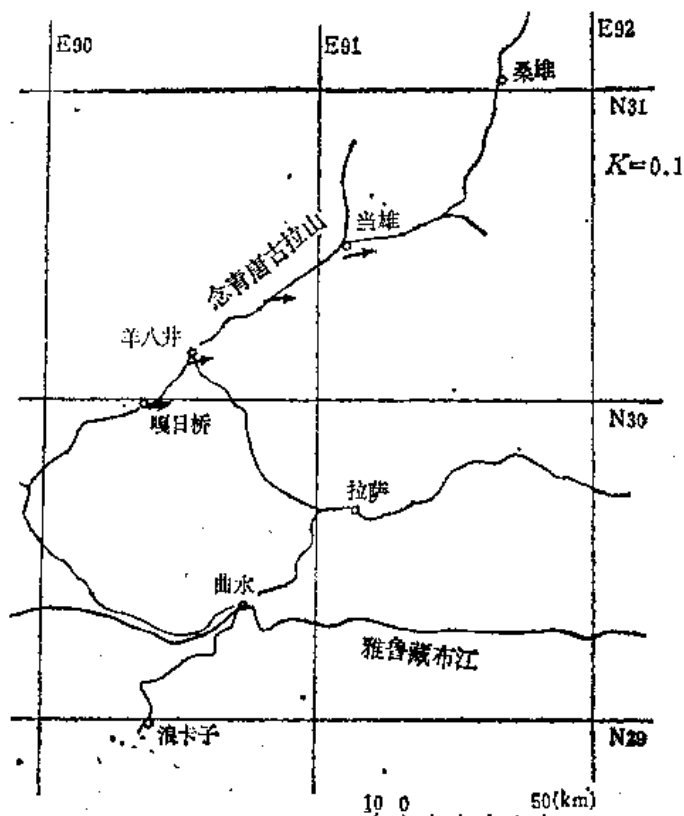 E90
E91
E92
桑雄
N31
K=0.1
当雄
念青唐古拉山
羊八井
N30
嘎日桥
拉萨
曲水
雅鲁藏布江
浪卡子
N29
10 0 50(km)